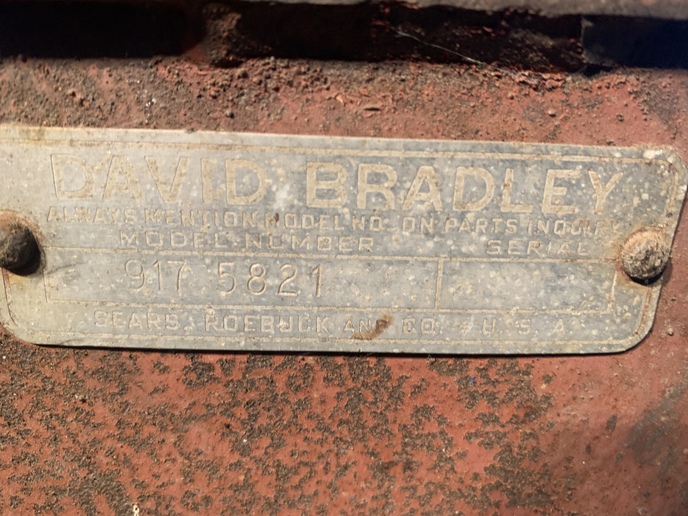 DAVID BRADLEY
ALWAYS MENTION MODEL NO. ON PARTS INQUIRY
MODEL NUMBER SERIAL
917 5821
SEARS, ROEBUCK AND CO. U. S. A.